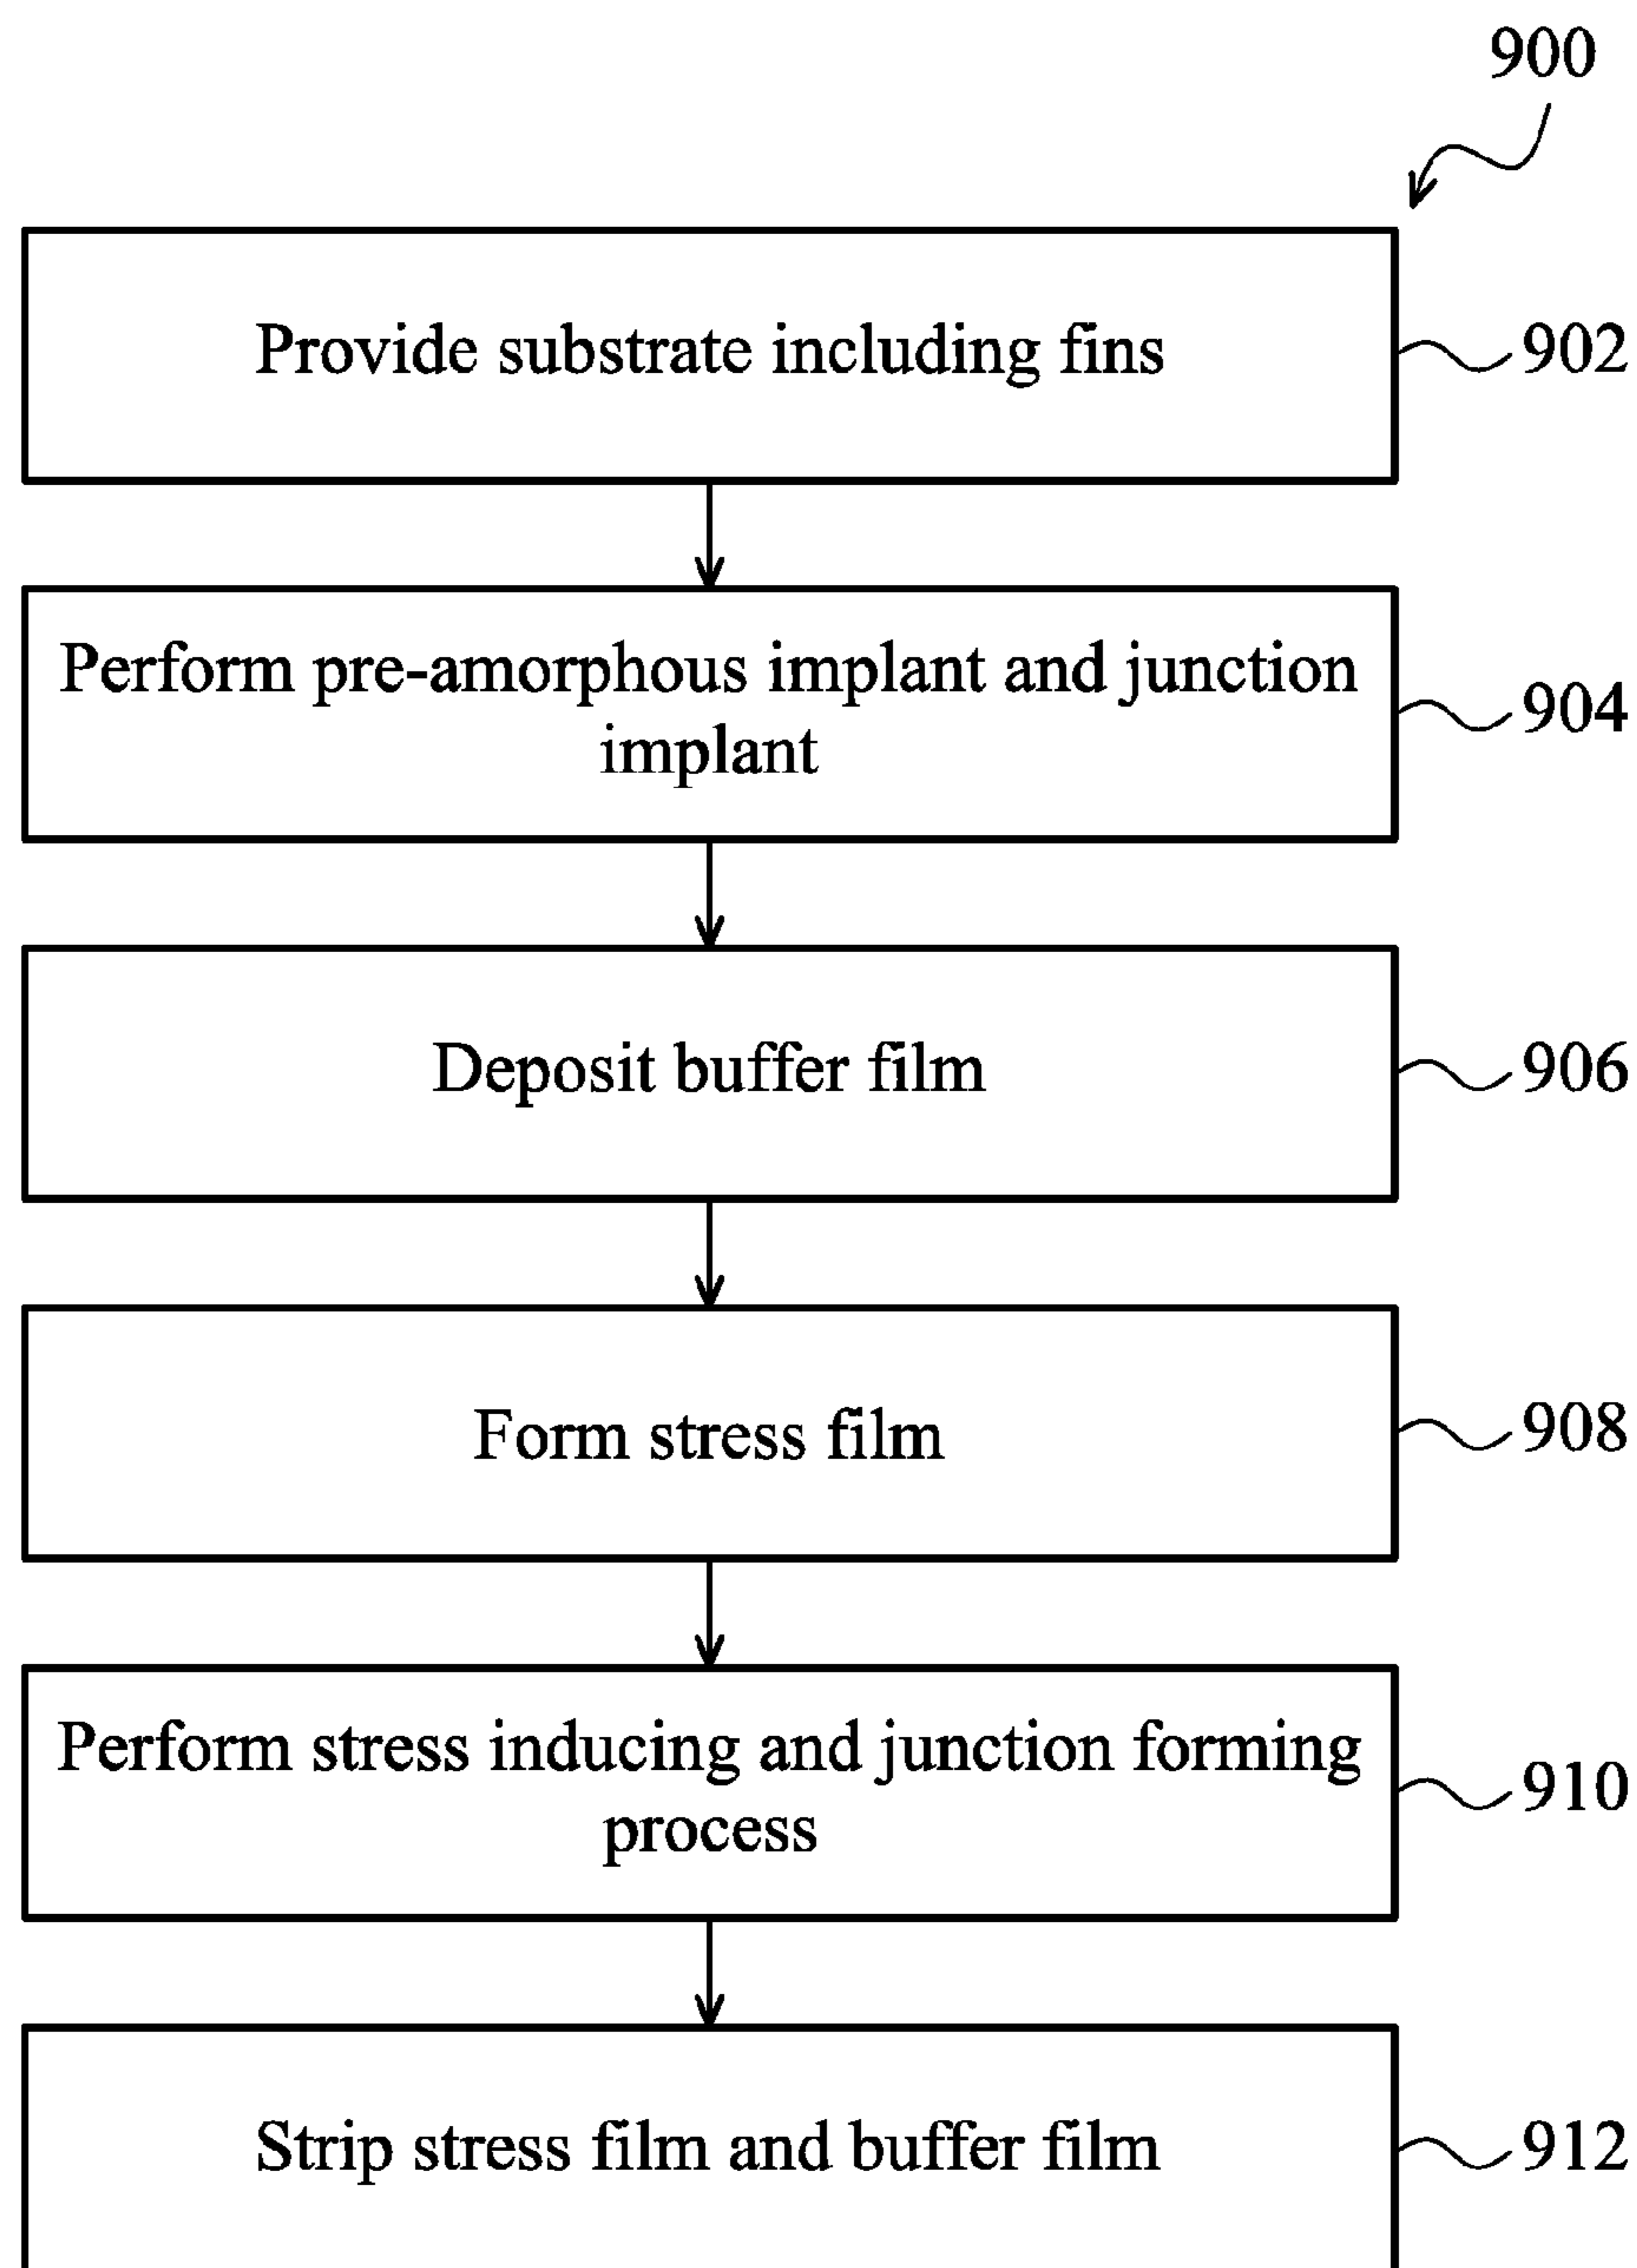 900
Provide substrate including fins
902
Perform pre-amorphous implant and junction
implant
904
Deposit buffer film
906
Form stress film
908
Perform stress inducing and junction forming
process
910
Strip stress film and buffer film
912